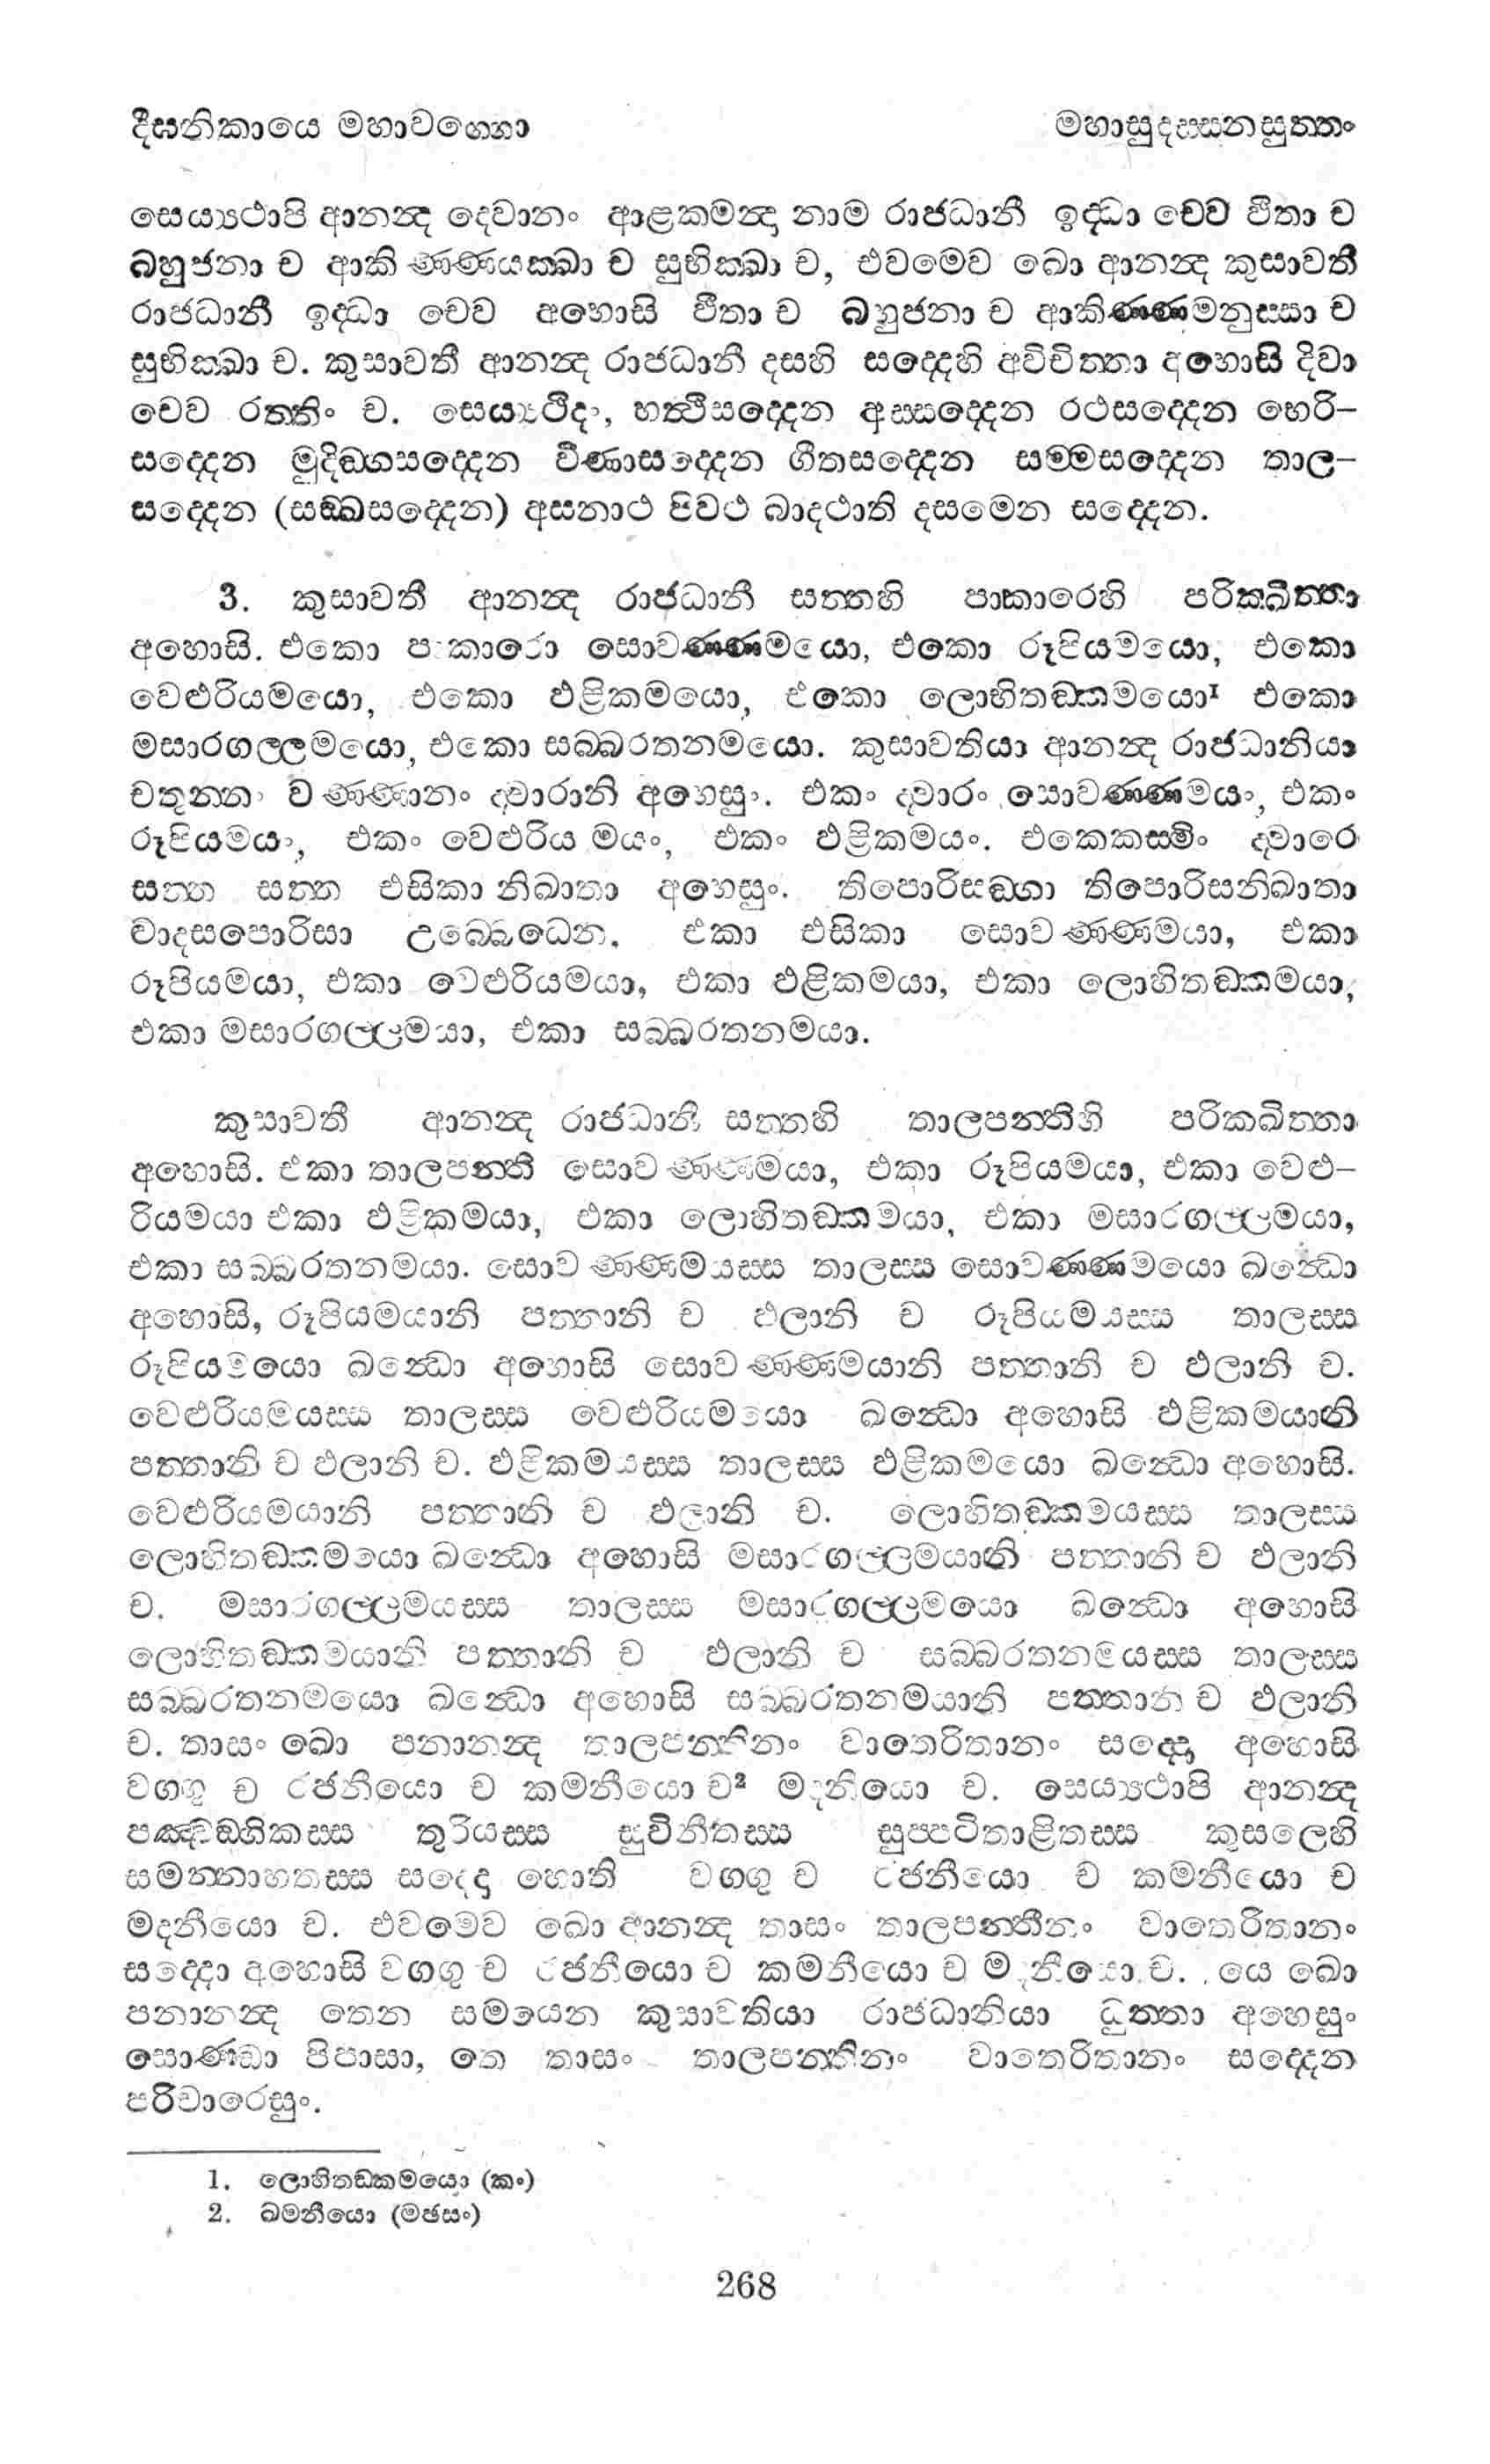 දීඝනිකායෙ මහාවග්ගො මහාසුදස්සනසුත්තං
සෙය්‍යථාපි ආනන්ද දෙවානං ආළකමන්දා නාම රාජධානී ඉද්ධා චෙව ඵීතා ච
බහුජනා ච ආකිණ්ණයක්ඛා ච සුභික්ඛා ච, එවමෙව ඛො ආනන්ද කුසාවතී
රාජධානී ඉද්ධා චෙව අහොසි ඵීතා ච බහුජනා ච ආකිණ්ණමනුස්සා ච
සුභික්ඛා ච. කුසාවතී ආනන්ද රාජධානී දසහි සද්දෙහි අවිවිත්තා අහොසි දිවා
චෙව රත්තිං ච. සෙය්‍යථිදං, හත්ථිසද්දෙන අස්සසද්දෙන රථසද්දෙන භෙරි–
සද්දෙන මුදිඞ්ගසද්දෙන වීණාසද්දෙන ගීතසද්දෙන සම්මසද්දෙන තාල–
සද්දෙන (සඞ්ඛසද්දෙන) අසනාථ පිවථ ඛාදථාති දසමෙන සද්දෙන.
3. කුසාවතී ආනන්ද රාජධානී සත්තහි පාකාරෙහි පරික්ඛිත්තා
අහොසි. එකො පාකාරො සොවණ්ණමයො, එකො රූපියමයො, එකො
වෙළුරියමයො, එකො ඵළිකමයො, එකො ලොහිතඞ්කමයො¹ එකො
මසාරගල්ලමයො, එකො සබ්බරතනමයො. කුසාවතියා ආනන්ද රාජධානියා
චතුන්නං වණ්ණානං ද්වාරානි අහෙසුං. එකං ද්වාරං සොවණ්ණමයං, එකං
රූපියමයං, එකං වෙළුරිය මයං, එකං ඵළිකමයං. එකෙකස්මිං ද්වාරෙ
සත්ත සත්ත එසිකා නිඛාතා අහෙසුං. තිපොරිසඞ්ගා තිපොරිසනිඛාතා
ද්වාදසපොරිසා උබ්බෙධෙන. එකා එසිකා සොවණ්ණමයා, එකා
රූපියමයා, එකා වෙළුරියමයා, එකා ඵළිකමයා, එකා ලොහිතඞ්කමයා,
එකා මසාරගල්ලමයා, එකා සබ්බරතනමයා.
කුසාවතී ආනන්ද රාජධානී සත්තහි තාලපන්තිහි පරික්ඛිත්තා
අහොසි. එකා තාලපන්ති සොවණ්ණමයා, එකා රූපියමයා, එකා වෙළු–
රියමයා එකා ඵළිකමයා, එකා ලොහිතඞ්කමයා, එකා මසාරගල්ලමයා,
එකා සබ්බරතනමයා. සොවණ්ණමයස්ස තාලස්ස සොවණ්ණමයො ඛන්ධො
අහොසි, රූපියමයානි පත්තානි ච ඵලානි ච රූපියමයස්ස තාලස්ස
රූපියමයො ඛන්ධො අහොසි සොවණ්ණමයානි පත්තානි ච ඵලානි ච.
වෙළුරියමයස්ස තාලස්ස වෙළුරියමයො ඛන්ධො අහොසි ඵළිකමයානි
පත්තානි ච ඵලානි ච. ඵළිකමයස්ස තාලස්ස ඵළිකමයො ඛන්ධො අහොසි.
වෙළුරියමයානි පත්තානි ච ඵලානි ච. ලොහිතඞ්කමයස්ස තාලස්ස
ලොහිතඞ්කමයො ඛන්ධො අහොසි මසාරගල්ලමයානි පත්තානි ච ඵලානි
ච. මසාරගල්ලමයස්ස තාලස්ස මසාරගල්ලමයො ඛන්ධො අහොසි
ලොහිතඞ්කමයානි පත්තානි ච ඵලානි ච සබ්බරතනමයස්ස තාලස්ස
සබ්බරතනමයො ඛන්ධො අහොසි සබ්බරතනමයානි පත්තානි ච ඵලානි
ච. තාසං ඛො පනානන්ද තාලපන්තීනං වාතෙරිතානං සද්දො අහොසි
වග්ගු ච රජනීයො ච කමනීයො ච² මදනියො ච. සෙය්‍යථාපි ආනන්ද
පඤ්චඞ්ගිකස්ස තුරියස්ස සුවිනීතස්ස සුප්පටිතාළිතස්ස කුසලෙහි
සමන්නාහතස්ස සද්දො හොති වග්ගු ච රජනීයො ච කමනීයො ච
මදනීයො ච. එවමෙව ඛො ආනන්ද තාසං තාලපන්තීනං වාතෙරිතානං
සද්දො අහොසි වග්ගු ච රජනීයො ච කමනීයො ච මදනීයො ච. යෙ ඛො
පනානන්ද තෙන සමයෙන කුසාවතියා රාජධානියා ධුත්තා අහෙසුං
සොණ්ඩා පිපාසා, තෙ තාසං තාලපන්තිනං වාතෙරිතානං සද්දෙන
පරිවාරෙසුං.
1. ලොහිතඞ්කමයො (කං)
2. ඛමනීයො (මඡසං)
268